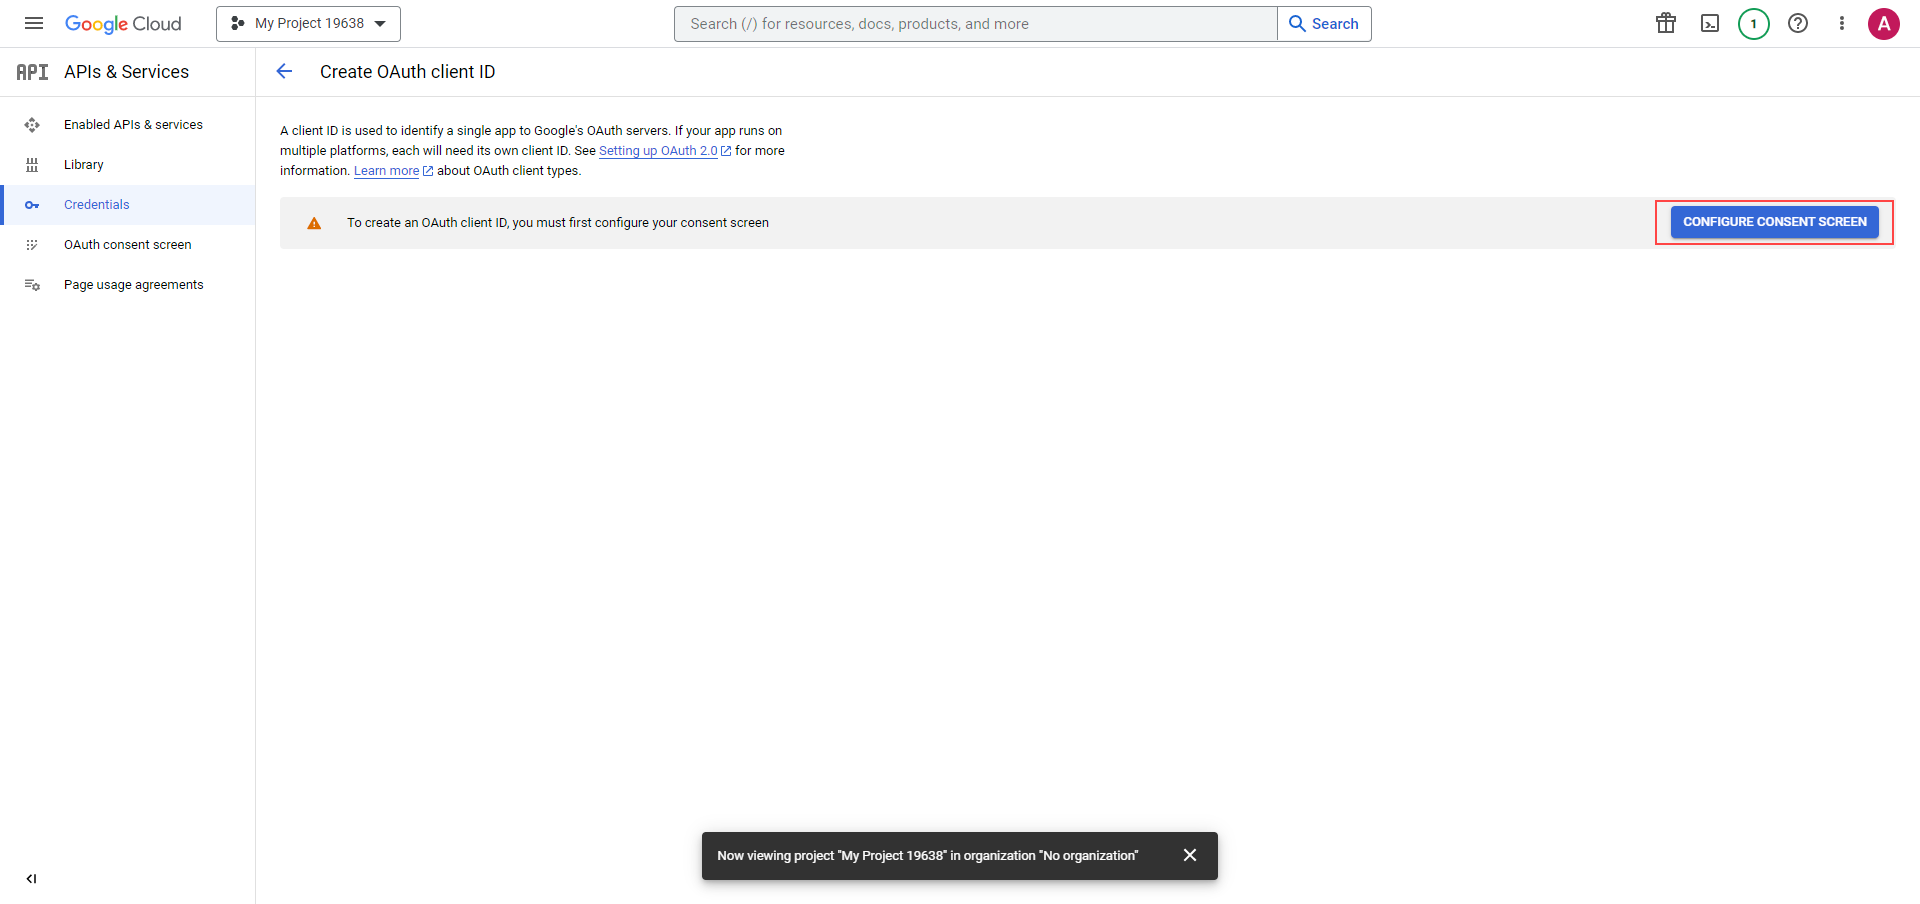 Google Cloud
My Project 19638
Search (/) for resources, docs, products, and more
Search
1
A
API
APIs & Services
Create OAuth client ID
Enabled APIs & services
Library
Credentials
OAuth consent screen
Page usage agreements
A client ID is used to identify a single app to Google's OAuth servers. If your app runs on
multiple platforms, each will need its own client ID. See Setting up OAuth 2.0 for more
information. Learn more about OAuth client types.
To create an OAuth client ID, you must first configure your consent screen
CONFIGURE CONSENT SCREEN
Now viewing project "My Project 19638" in organization "No organization"